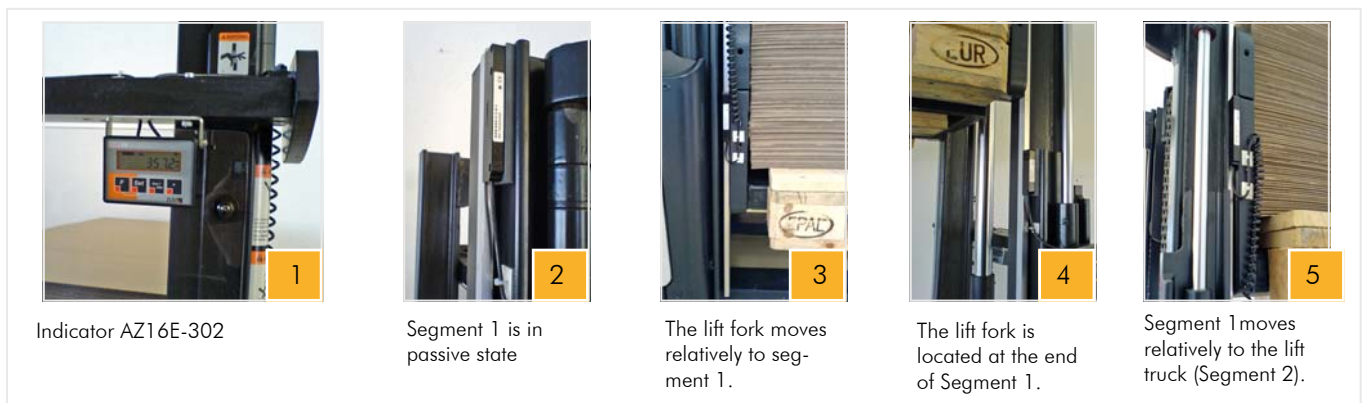 3572
EUR
EPAL
1
2
3
4
5
Indicator AZ16E-302
Segment 1 is in
passive state
The lift fork moves
relatively to seg-
ment 1.
The lift fork is
located at the end
of Segment 1.
Segment 1moves
relatively to the lift
truck (Segment 2).